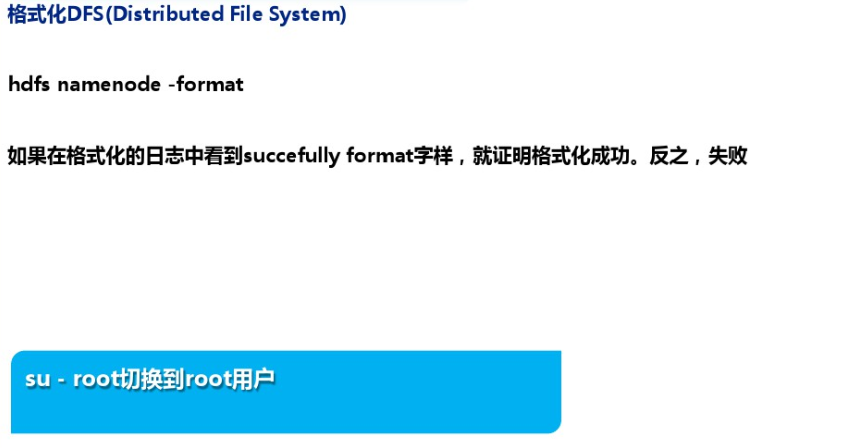 格式化DFS(Distributed File System)
hdfs namenode -format
如果在格式化的日志中看到succefully format字样，就证明格式化成功。反之，失败
su - root切换到root用户